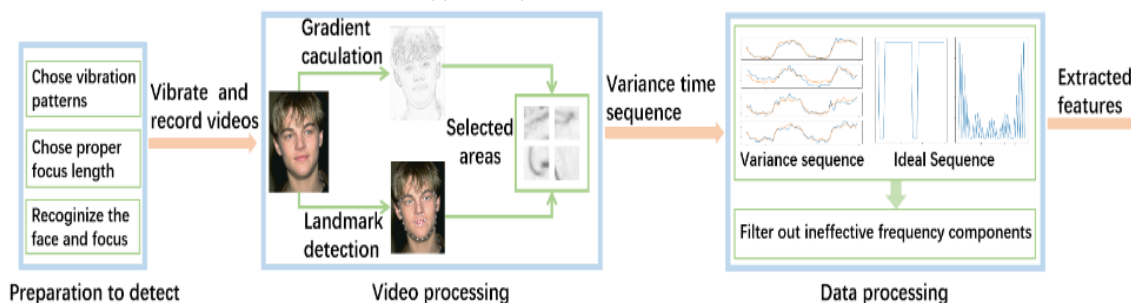 Chose vibration
patterns
Chose proper
focus length
Recoginize the
face and focus
Preparation to detect
Vibrate and
record videos
Gradient
caculation
Landmark
detection
Selected
areas
Video processing
Variance time
sequence
Variance sequence
Ideal Sequence
Filter out ineffective frequency components
Data processing
Extracted
features